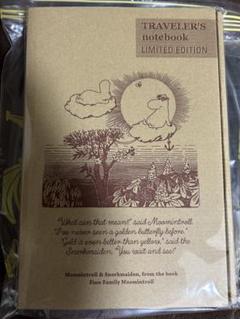 TRAVELER'S
notebook
LIMITED EDITION
"What can that mean?" said Moomintroll.
"I've never seen a golden butterfly before."
"Gold is even better than yellow," said the
Snorkmaiden. "You wait and see!"
Moomintroll & Snorkmaiden, from the book
Finn Family Moomintroll